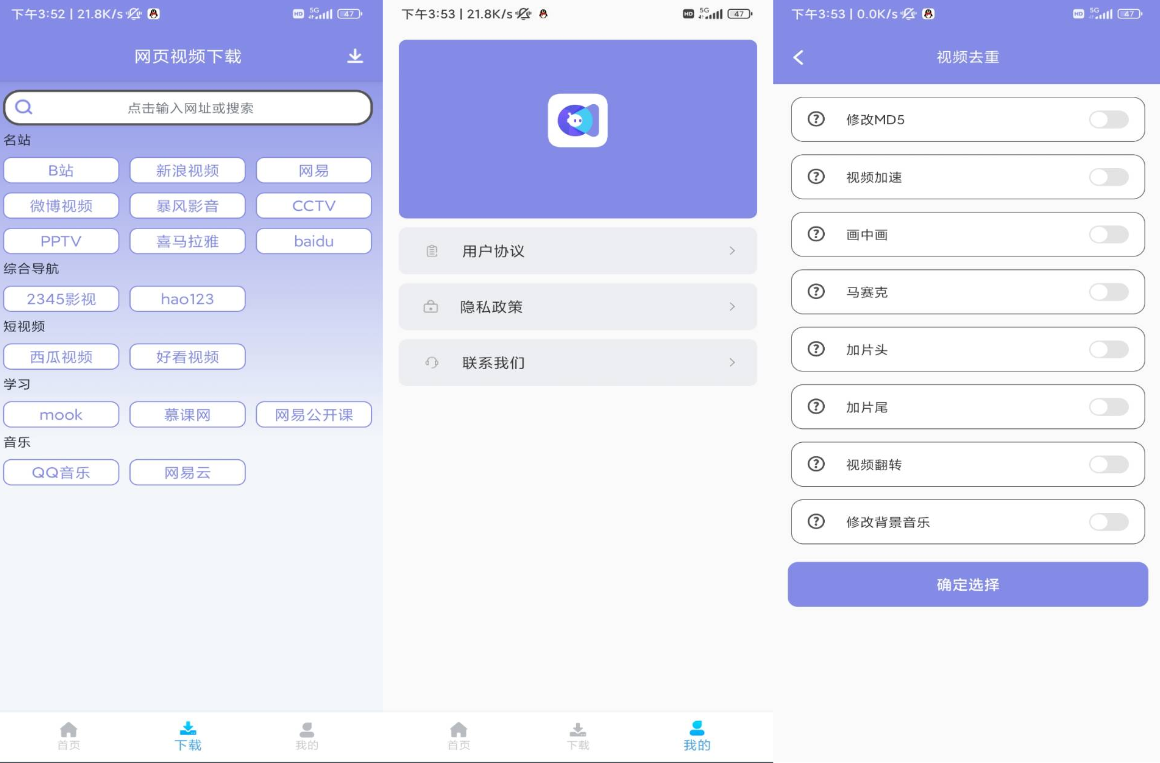 下午3:52 | 21.8K/s
HD 5G 47
网页视频下载
点击输入网址或搜索
名站
B站 新浪视频 网易
微博视频 暴风影音 CCTV
PPTV 喜马拉雅 baidu
综合导航
2345影视 hao123
短视频
西瓜视频 好看视频
学习
mook 慕课网 网易公开课
音乐
QQ音乐 网易云
首页 下载 我的
下午3:53 | 21.8K/s
HD 5G 47
用户协议
隐私政策
联系我们
首页 下载 我的
下午3:53 | 0.0K/s
HD 5G 47
视频去重
修改MD5
视频加速
画中画
马赛克
加片头
加片尾
视频翻转
修改背景音乐
确定选择